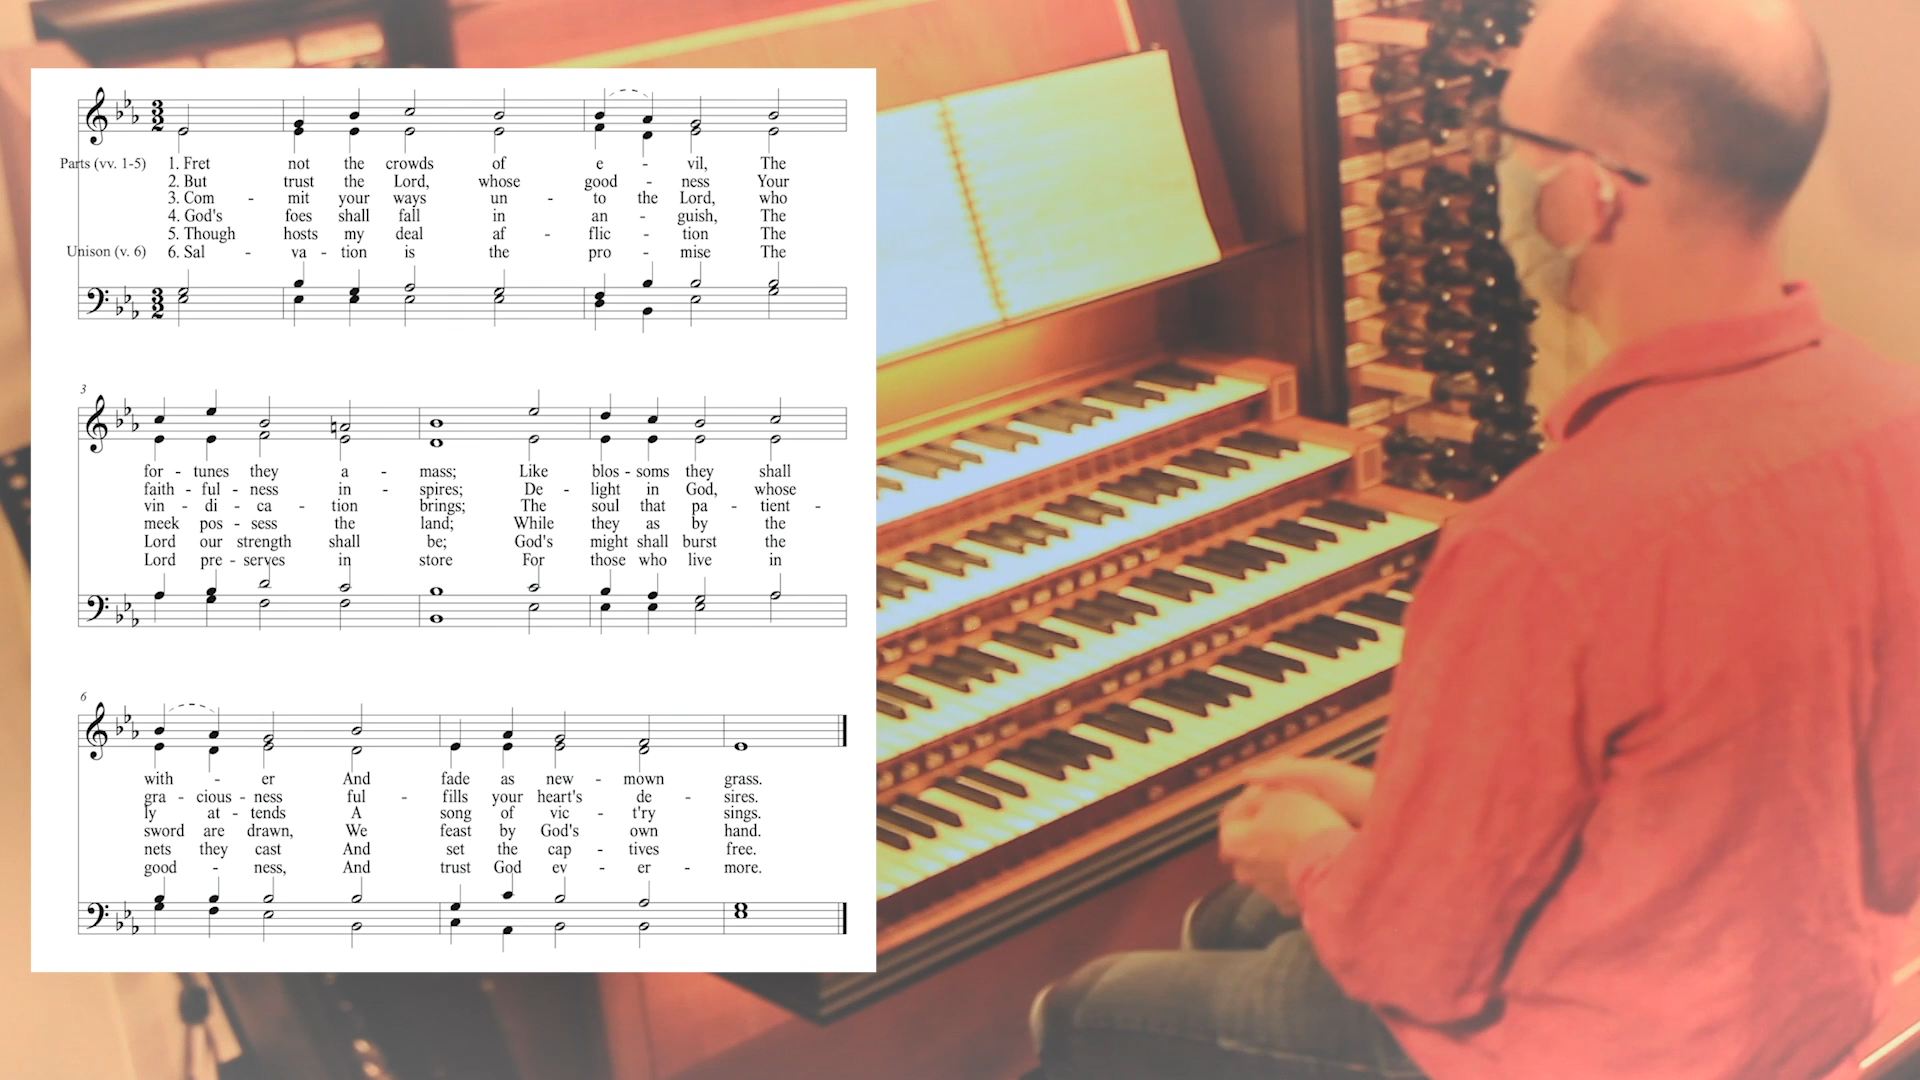 3 2
Parts (vv. 1-5) 1. Fret not the crowds of e - vil, The
2. But trust the Lord, whose good - ness Your
3. Com - mit your ways un - to the Lord, who
4. God's foes shall fall in an - guish, The
5. Though hosts my deal af - flic - tion The
Unison (v. 6) 6. Sal - va - tion is the pro - mise The
3 2
3
for - tunes they a - mass; Like blos - soms they shall
faith - ful - ness in - spires; De - light in God, whose
vin - di - ca - tion brings; The soul that pa - tient -
meek pos - sess the land; While they as by the
Lord our strength shall be; God's might shall burst the
Lord pre - serves in store For those who live in
6
with - er And fade as new - mown grass.
gra - cious - ness ful - fills your heart's de - sires.
ly at - tends A song of vic - t'ry sings.
sword are drawn, We feast by God's own hand.
nets they cast And set the cap - tives free.
good - ness, And trust God ev - er - more.